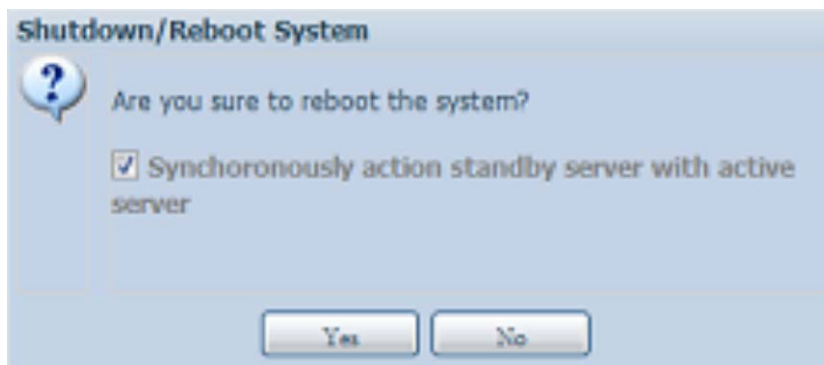 Shutdown/Reboot System
Are you sure to reboot the system?
Synchoronously action standby server with active
server
Yes
No